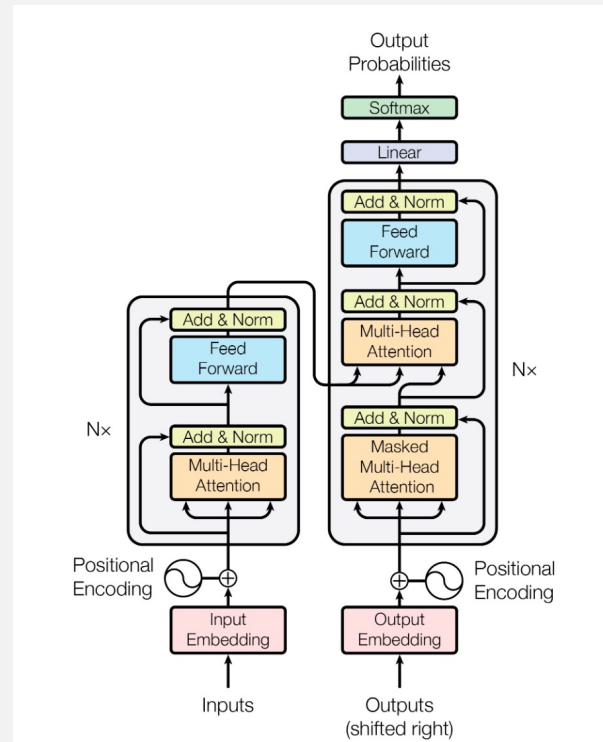 Output
Probabilities
Softmax
Linear
Add & Norm
Feed
Forward
Add & Norm
Multi-Head
Attention
Nx
Add & Norm
Masked
Multi-Head
Attention
Positional
Encoding
Output
Embedding
Outputs
(shifted right)
Add & Norm
Feed
Forward
Nx
Add & Norm
Multi-Head
Attention
Positional
Encoding
Input
Embedding
Inputs